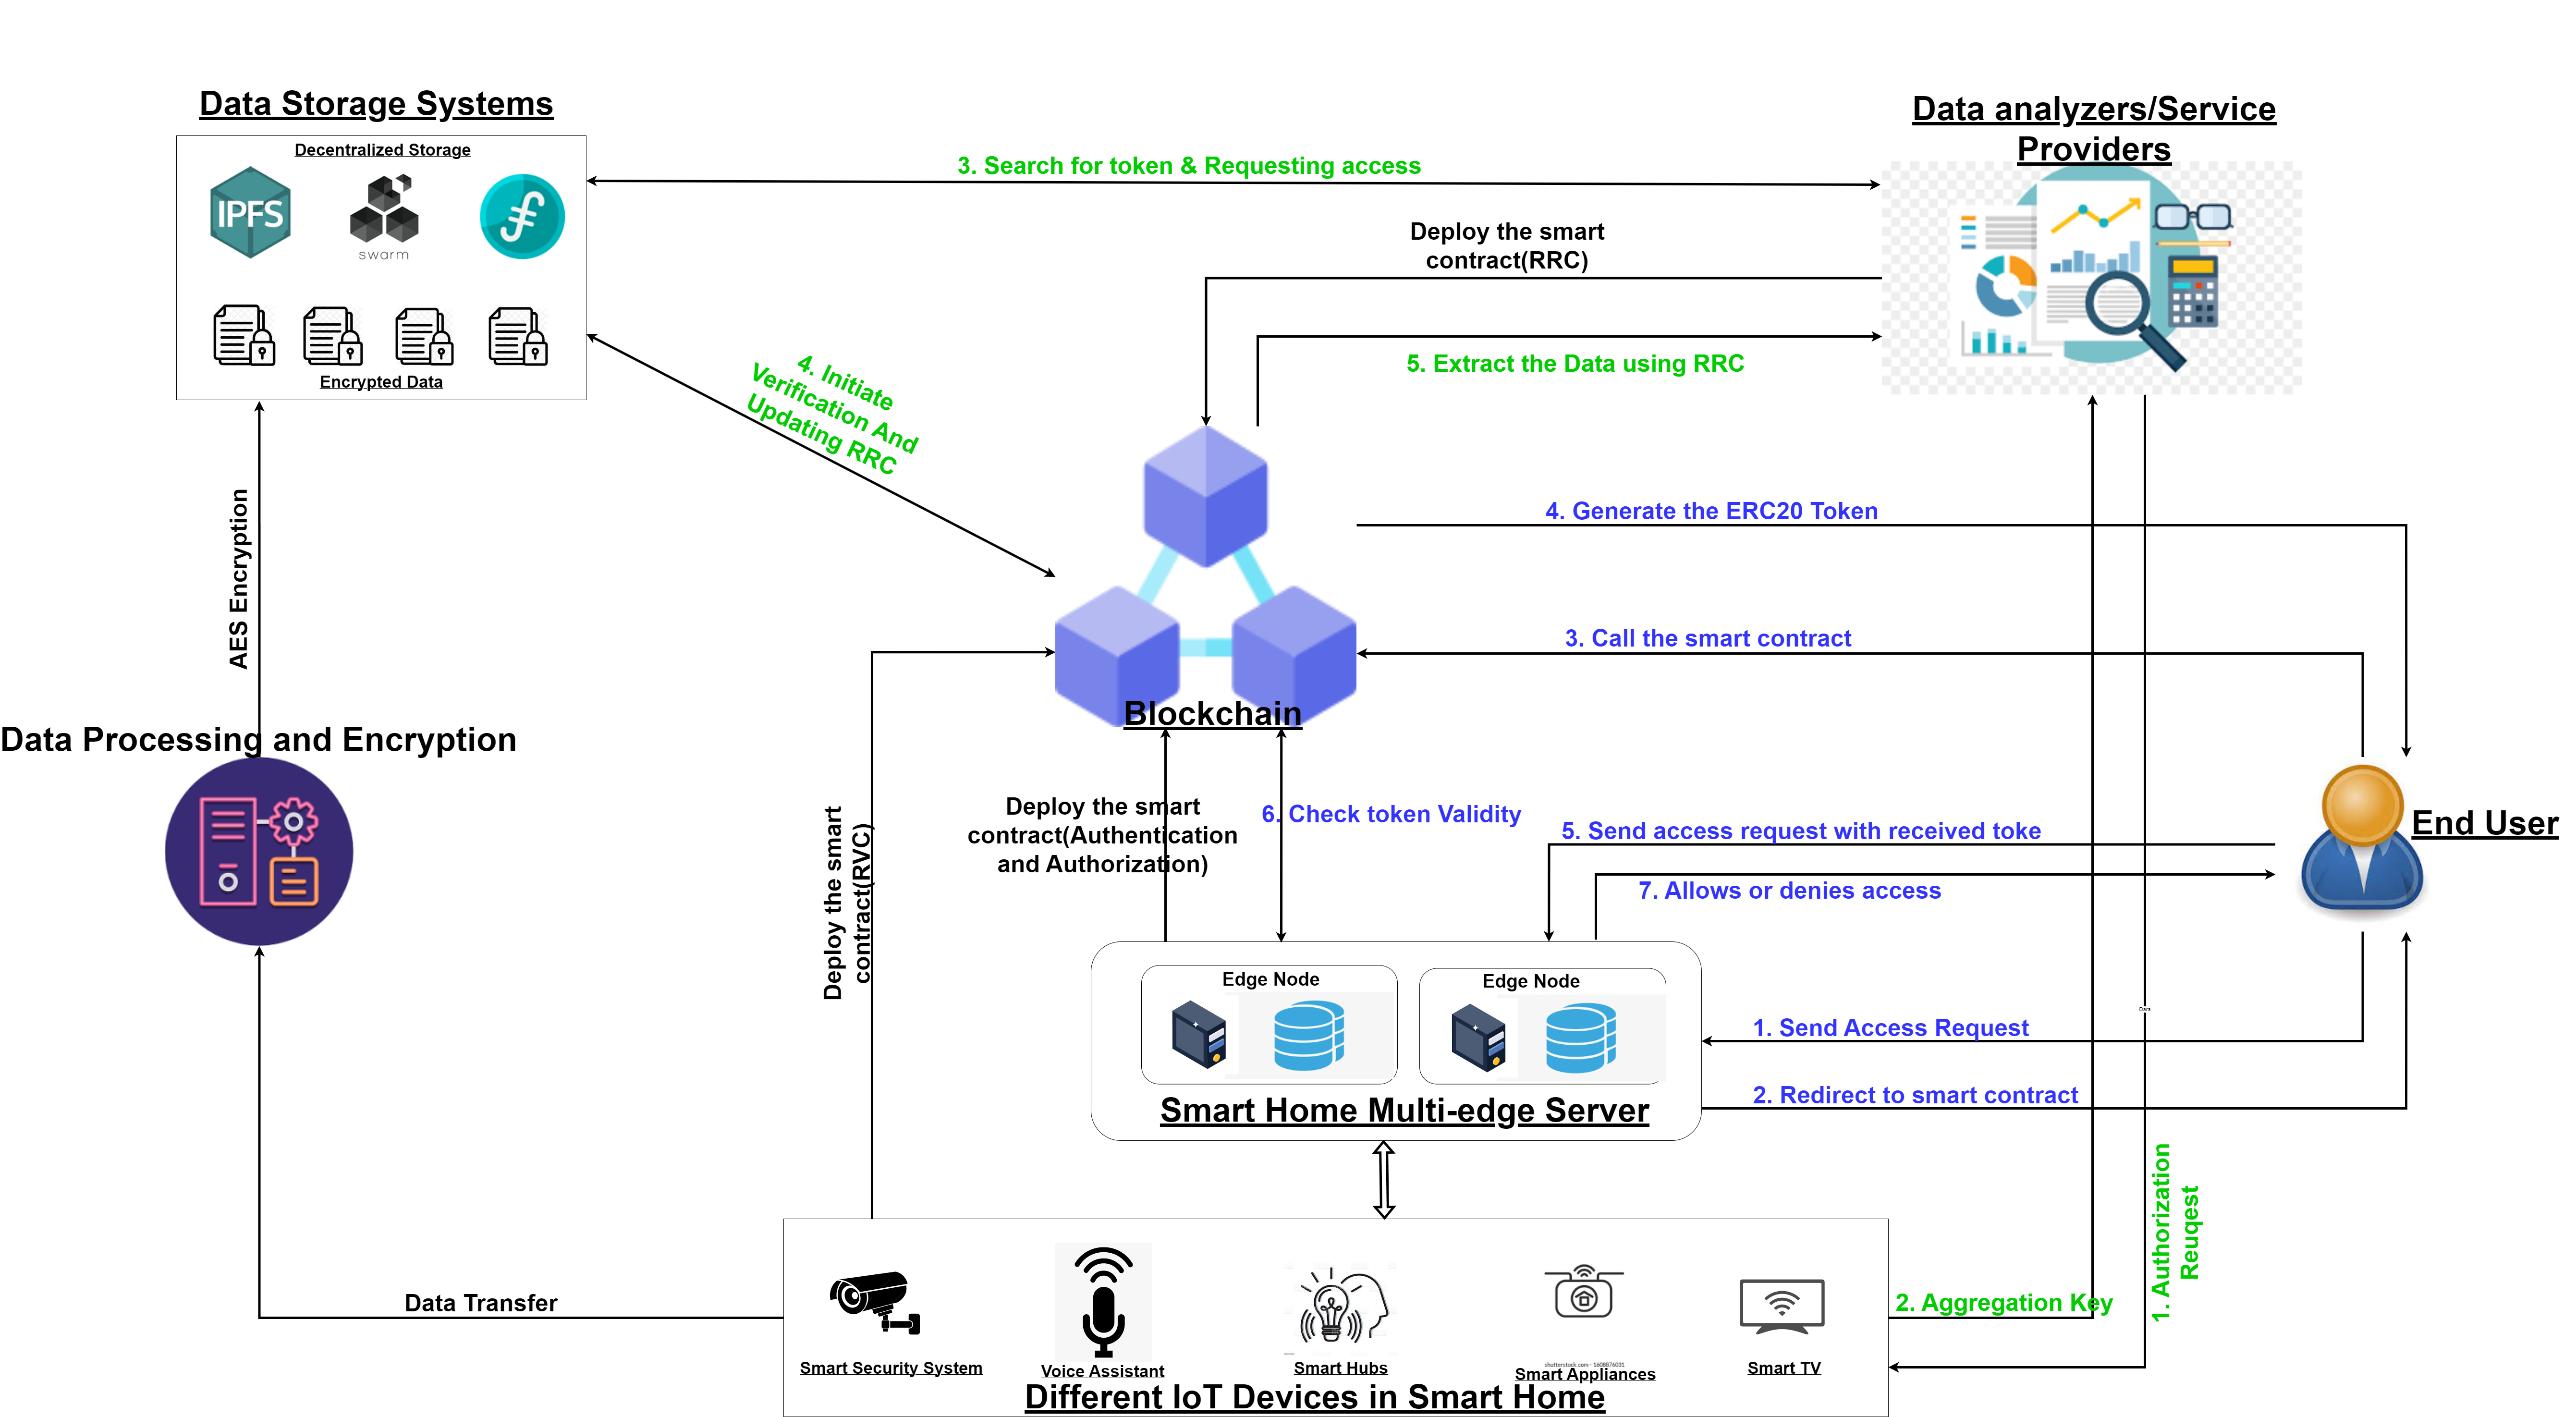 Data Storage Systems
Decentralized Storage
IPFS
swarm
Encrypted Data
Data analyzers/Service
Providers
3. Search for token & Requesting access
Deploy the smart
contract(RRC)
5. Extract the Data using RRC
4. Initiate
Verification And
Updating RRC
4. Generate the ERC20 Token
3. Call the smart contract
Blockchain
AES Encryption
Data Processing and Encryption
Deploy the smart
contract(RVC)
Deploy the smart
contract(Authentication
and Authorization)
6. Check token Validity
5. Send access request with received toke
7. Allows or denies access
End User
Edge Node
Edge Node
Smart Home Multi-edge Server
1. Send Access Request
2. Redirect to smart contract
Data
1. Authorization
Reuqest
2. Aggregation Key
Data Transfer
Smart Security System
Voice Assistant
Smart Hubs
shutterstock.com · 1608876031
Smart Appliances
Smart TV
Different IoT Devices in Smart Home